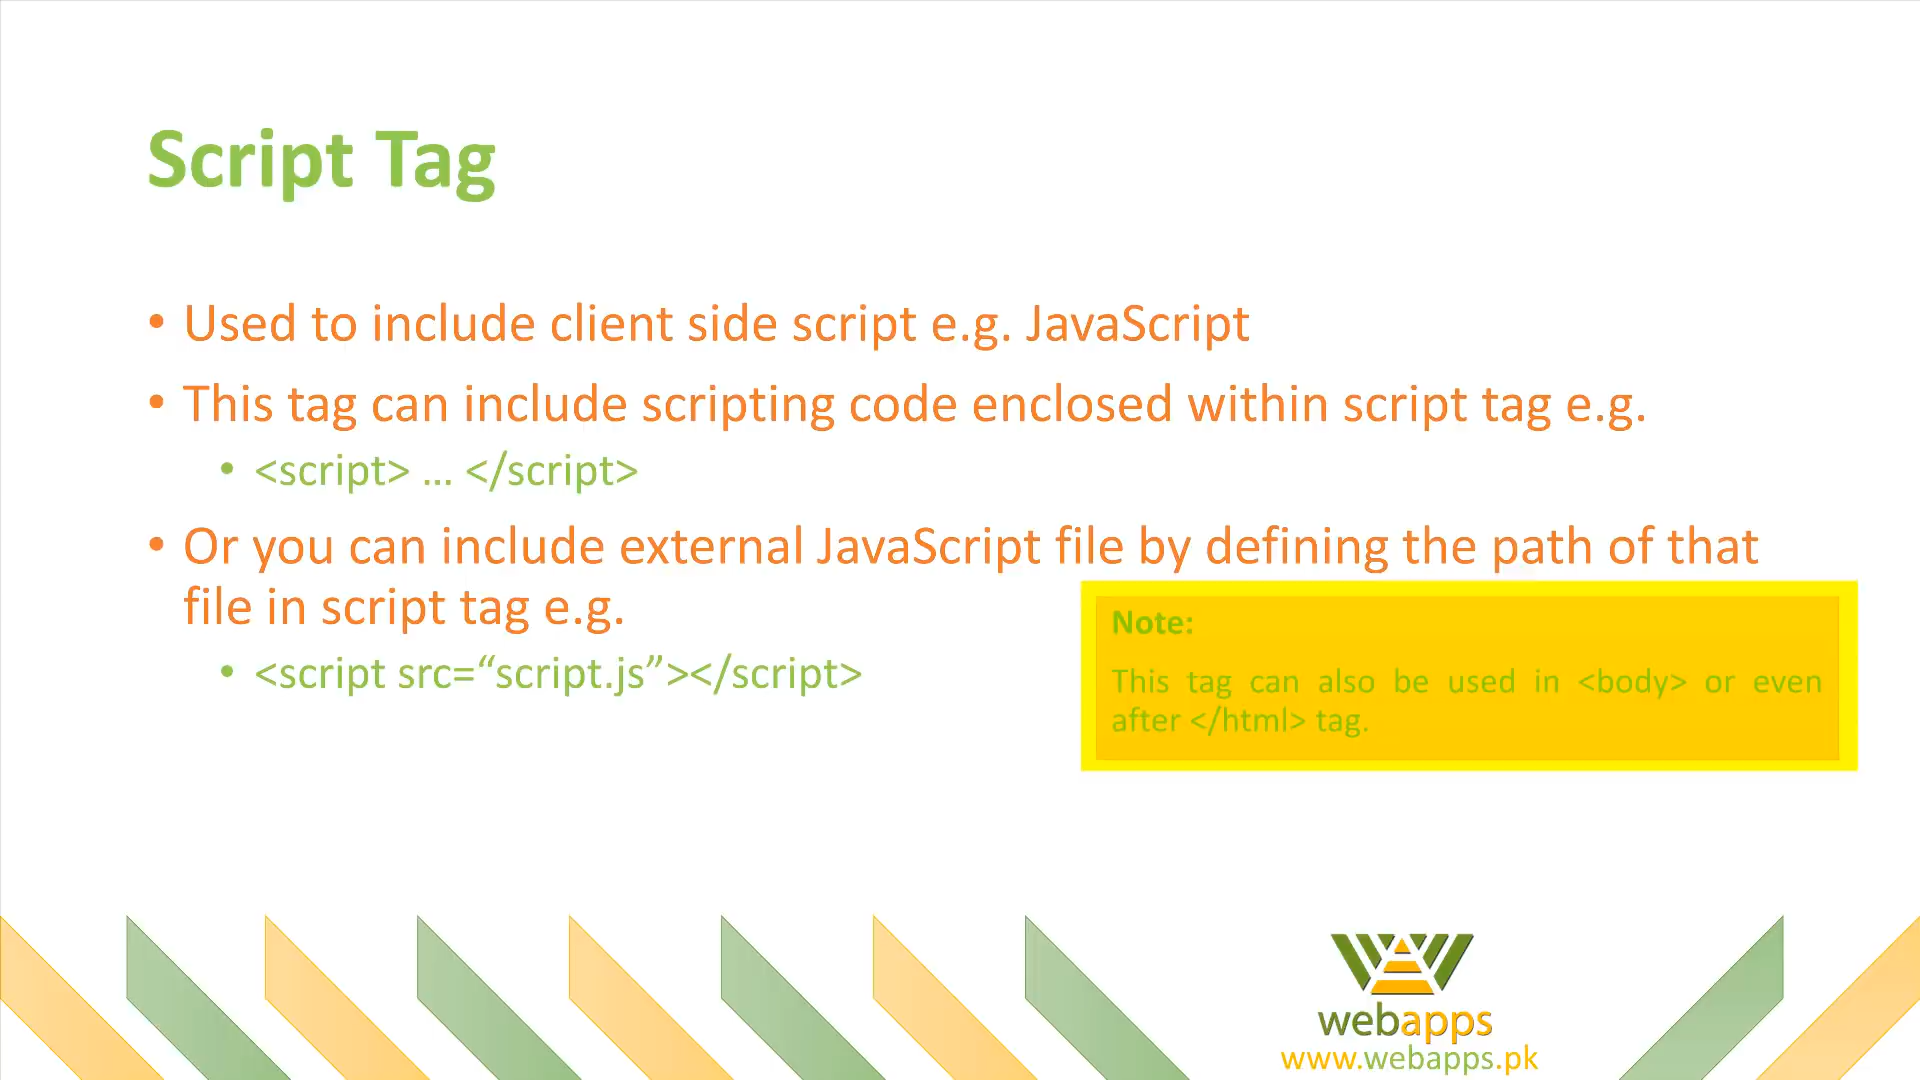 Script Tag
• Used to include client side script e.g. JavaScript
• This tag can include scripting code enclosed within script tag e.g.
• <script> ... </script>
• Or you can include external JavaScript file by defining the path of that
file in script tag e.g.
• <script src=“script.js”></script>
Note:
This tag can also be used in <body> or even
after </html> tag.
webapps
www.webapps.pk